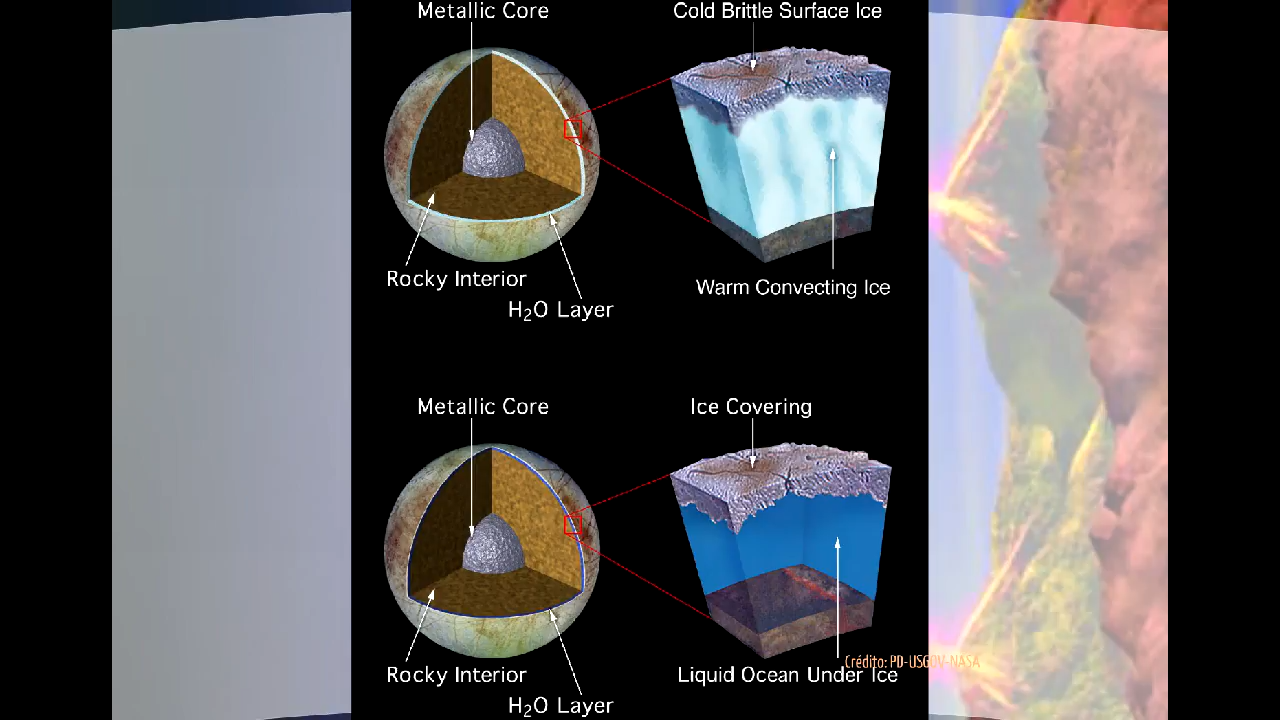 Metallic Core
Cold Brittle Surface Ice
Rocky Interior
H₂O Layer
Warm Convecting Ice
Metallic Core
Ice Covering
Rocky Interior
H₂O Layer
Liquid Ocean Under Ice
Crédito: PD-USGOV-NASA